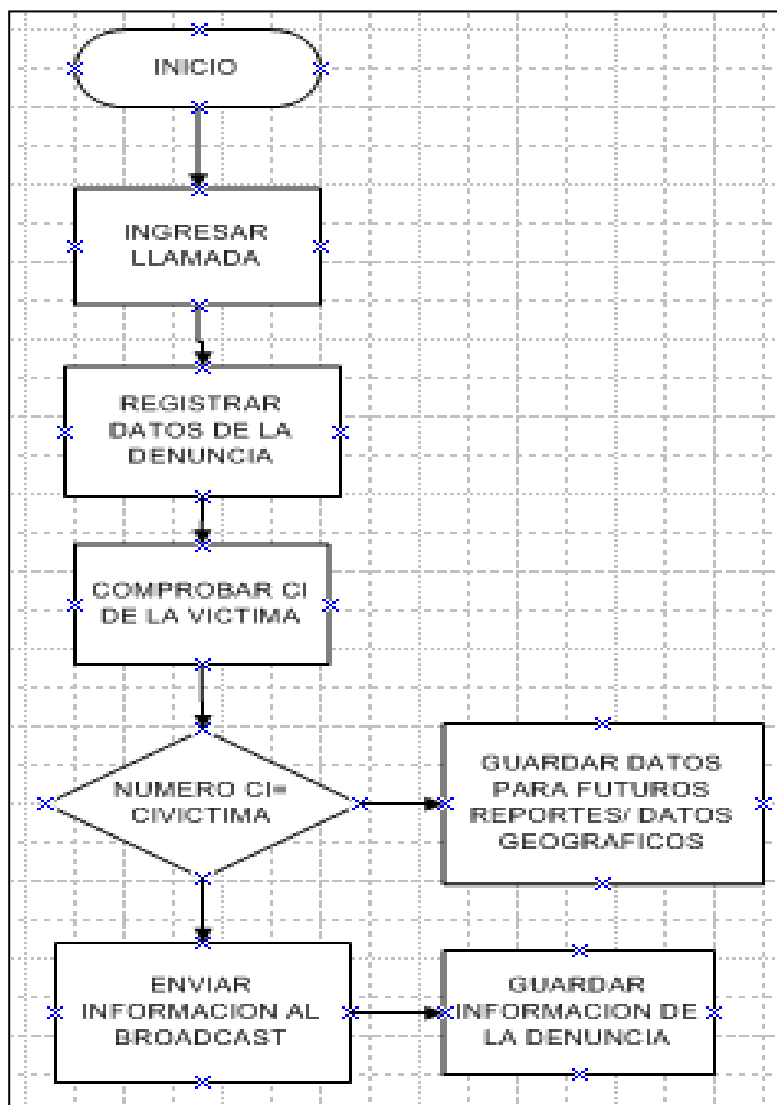 INICIO
INGRESAR
LLAMADA
REGISTRAR
DATOS DE LA
DENUNCIA
COMPROBAR CI
DE LA VICTIMA
NUMERO CI=
CIVICTIMA
GUARDAR DATOS
PARA FUTUROS
REPORTES/ DATOS
GEOGRAFICOS
ENVIAR
INFORMACION AL
BROADCAST
GUARDAR
INFORMACION DE
LA DENUNCIA